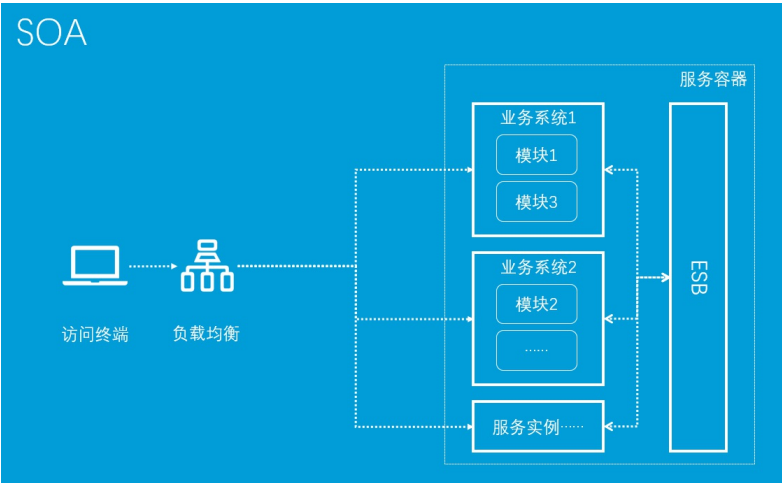 SOA
服务容器
业务系统1
模块1
模块3
业务系统2
模块2
……
服务实例……
ESB
访问终端
负载均衡